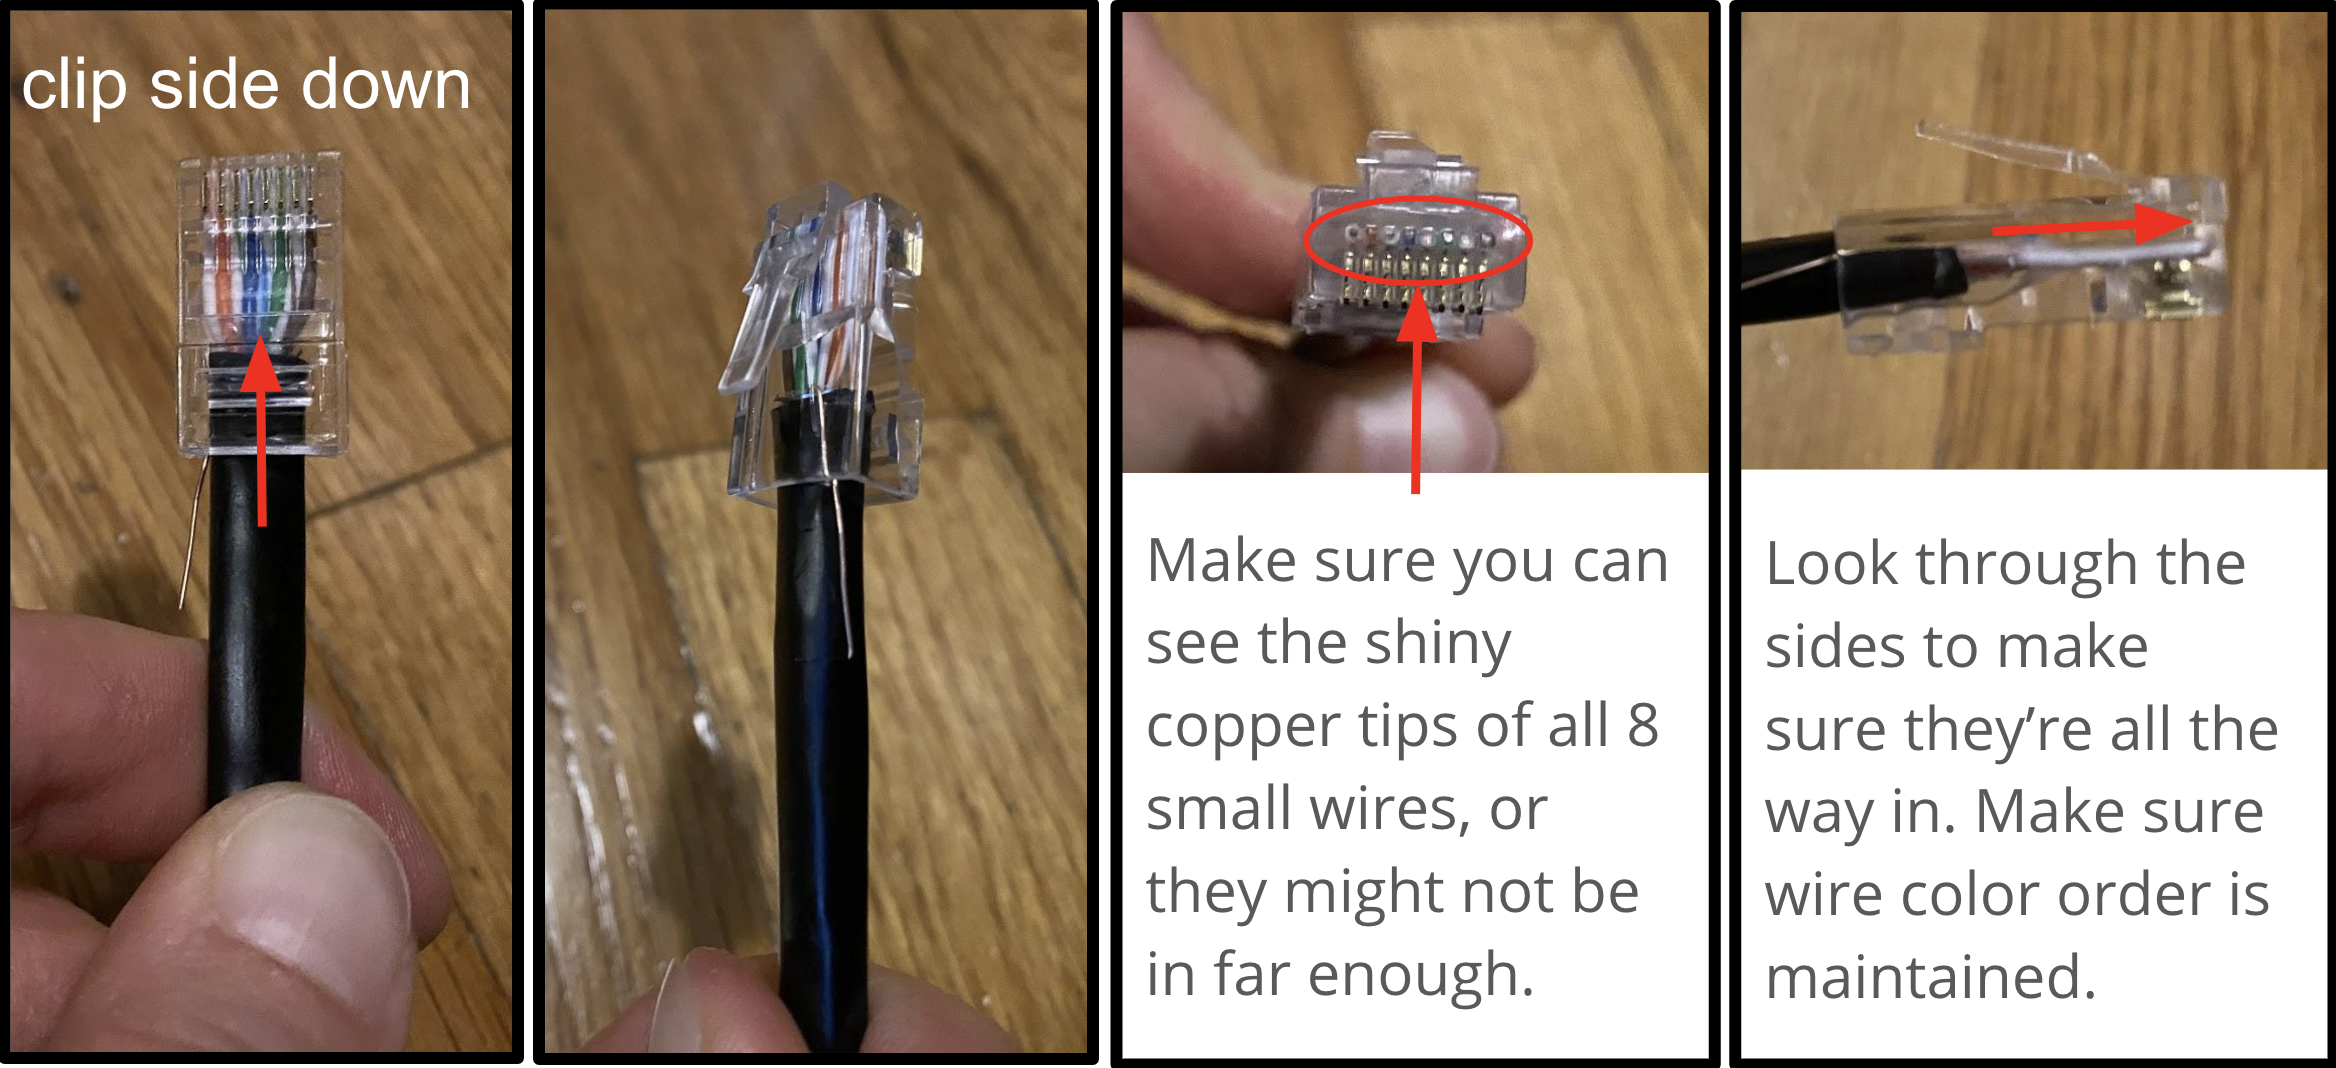 clip side down
Make sure you can
see the shiny
copper tips of all 8
small wires, or
they might not be
in far enough.
Look through the
sides to make
sure they’re all the
way in. Make sure
wire color order is
maintained.